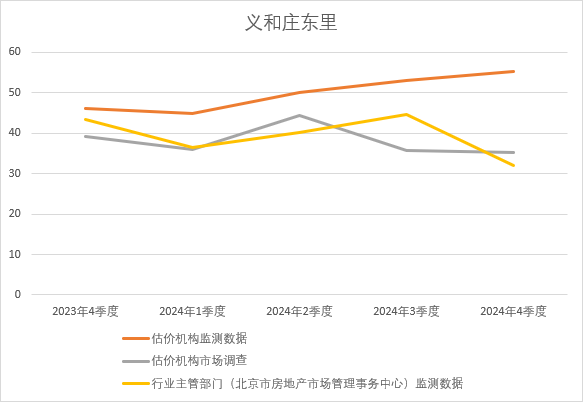 义和庄东里
60
50
40
30
20
10
0
2023年4季度 2024年1季度 2024年2季度 2024年3季度 2024年4季度
估价机构监测数据
估价机构市场调查
行业主管部门（北京市房地产市场管理事务中心）监测数据